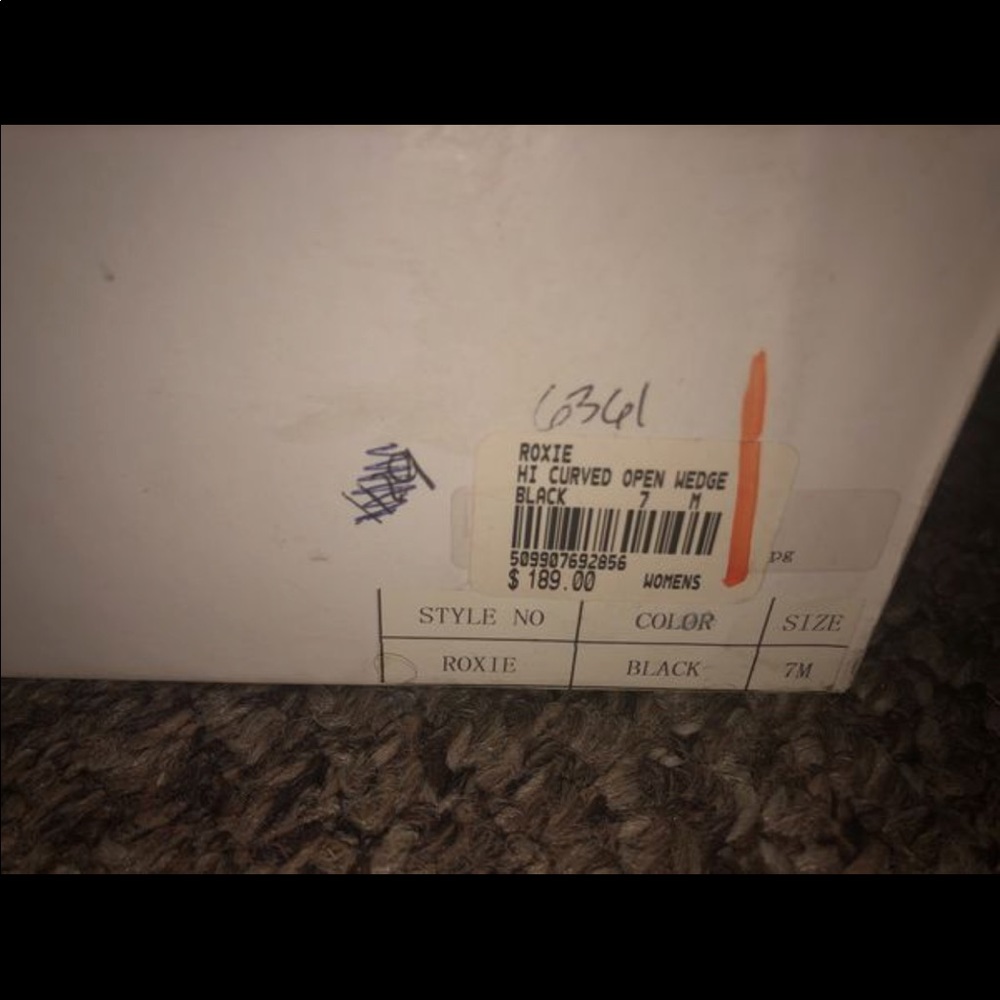 6361
ROXIE
HI CURVED OPEN WEDGE
BLACK 7 M
509907692856
$189.00 WOMENS
pg
STYLE NO COLOR SIZE
ROXIE BLACK 7M